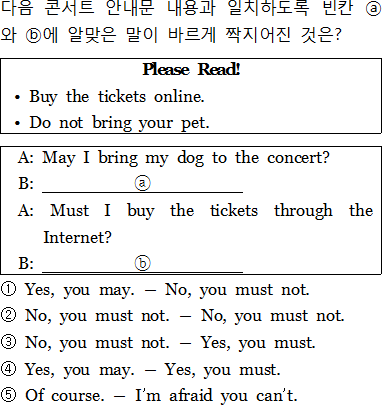 다음 콘서트 안내문 내용과 일치하도록 빈칸 ⓐ
와 ⓑ에 알맞은 말이 바르게 짝지어진 것은?
Please Read!
• Buy the tickets online.
• Do not bring your pet.
A: May I bring my dog to the concert?
B: ⓐ
A: Must I buy the tickets through the
Internet?
B: ⓑ
① Yes, you may. − No, you must not.
② No, you must not. − No, you must not.
③ No, you must not. − Yes, you must.
④ Yes, you may. − Yes, you must.
⑤ Of course. − I’m afraid you can’t.